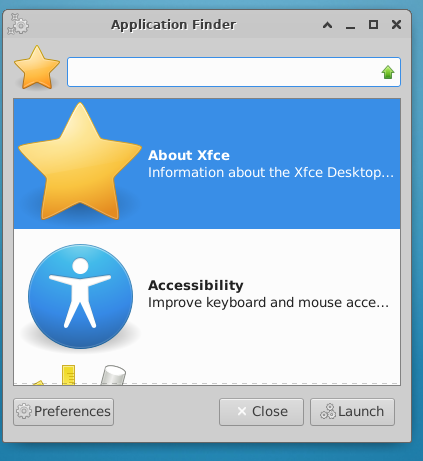 Application Finder
About Xfce
Information about the Xfce Desktop...
Accessibility
Improve keyboard and mouse acce...
Preferences
Close
Launch